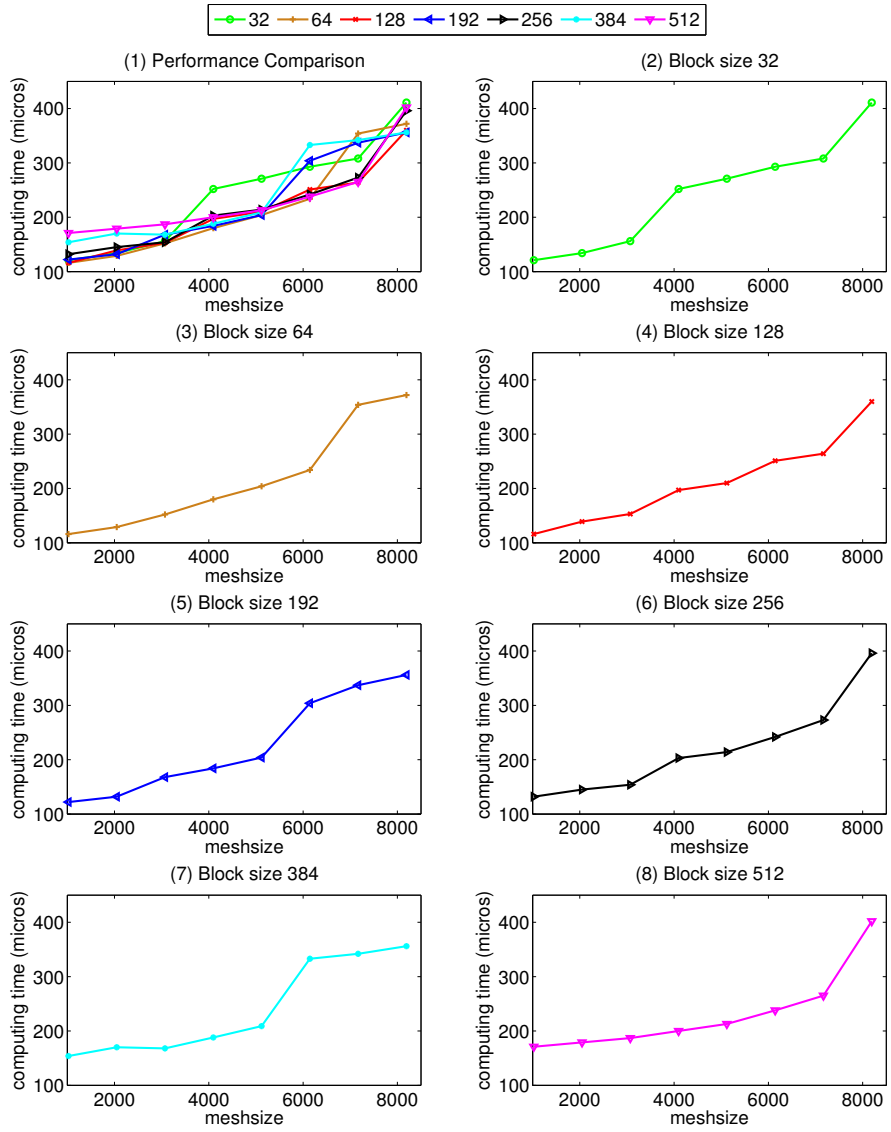 32 64 128 192 256 384 512
(1) Performance Comparison
computing time (micros)
400
300
200
100
2000 4000 6000 8000
meshsize
(2) Block size 32
computing time (micros)
400
300
200
100
2000 4000 6000 8000
meshsize
(3) Block size 64
computing time (micros)
400
300
200
100
2000 4000 6000 8000
meshsize
(4) Block size 128
computing time (micros)
400
300
200
100
2000 4000 6000 8000
meshsize
(5) Block size 192
computing time (micros)
400
300
200
100
2000 4000 6000 8000
meshsize
(6) Block size 256
computing time (micros)
400
300
200
100
2000 4000 6000 8000
meshsize
(7) Block size 384
computing time (micros)
400
300
200
100
2000 4000 6000 8000
meshsize
(8) Block size 512
computing time (micros)
400
300
200
100
2000 4000 6000 8000
meshsize